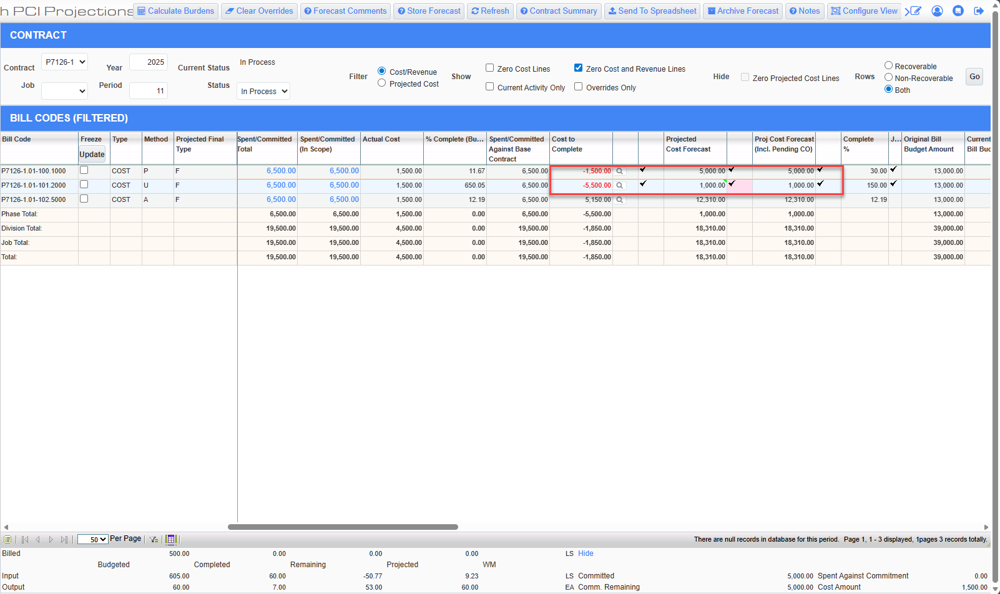 h PCI Projections Calculate Burdens Clear Overrides Forecast Comments Store Forecast Refresh Contract Summary Send To Spreadsheet Archive Forecast Notes Configure View
CONTRACT
Contract P7126-1 Year 2025 Current Status In Process
Job Period 11 Status In Process
Filter Cost/Revenue Projected Cost
Show Zero Cost Lines Zero Cost and Revenue Lines
Current Activity Only Overrides Only
Hide Zero Projected Cost Lines
Rows Recoverable Non-Recoverable Both
Go
BILL CODES (FILTERED)
Bill Code Freeze Type Method Projected Final Spent/Committed Spent/Committed Actual Cost % Complete (Bu... Spent/Committed Cost to Projected Proj Cost Forecast Complete J... Original Bill Current
Update Type Total (In Scope) Against Base Complete Cost Forecast (Incl. Pending CO) % Budget Amount Bill Bud
Contract
P7126-1.01-100.1000 COST P F 6,500.00 6,500.00 1,500.00 11.67 6,500.00 -1,500.00 5,000.00 5,000.00 30.00 13,000.00
P7126-1.01-101.2000 COST U F 6,500.00 6,500.00 1,500.00 650.05 6,500.00 -5,500.00 1,000.00 1,000.00 150.00 13,000.00
P7126-1.01-102.5000 COST A F 6,500.00 6,500.00 1,500.00 12.19 6,500.00 5,150.00 12,310.00 12,310.00 12.19 13,000.00
Phase Total: 6,500.00 6,500.00 1,500.00 0.00 6,500.00 -5,500.00 1,000.00 1,000.00 13,000.00
Division Total: 19,500.00 19,500.00 4,500.00 0.00 19,500.00 -1,850.00 18,310.00 18,310.00 39,000.00
Job Total: 19,500.00 19,500.00 4,500.00 0.00 19,500.00 -1,850.00 18,310.00 18,310.00 39,000.00
Total: 19,500.00 19,500.00 4,500.00 0.00 19,500.00 -1,850.00 18,310.00 18,310.00 39,000.00
50 Per Page There are null records in database for this period. Page 1, 1 - 3 displayed, 1pages 3 records totally.
Billed 500.00 0.00 0.00 0.00 LS Hide
Budgeted Completed Remaining Projected WM
Input 605.00 60.00 -50.77 9.23 LS Committed 5,000.00 Spent Against Commitment 0.00
Output 60.00 7.00 53.00 60.00 EA Comm. Remaining 5,000.00 Cost Amount 1,500.00